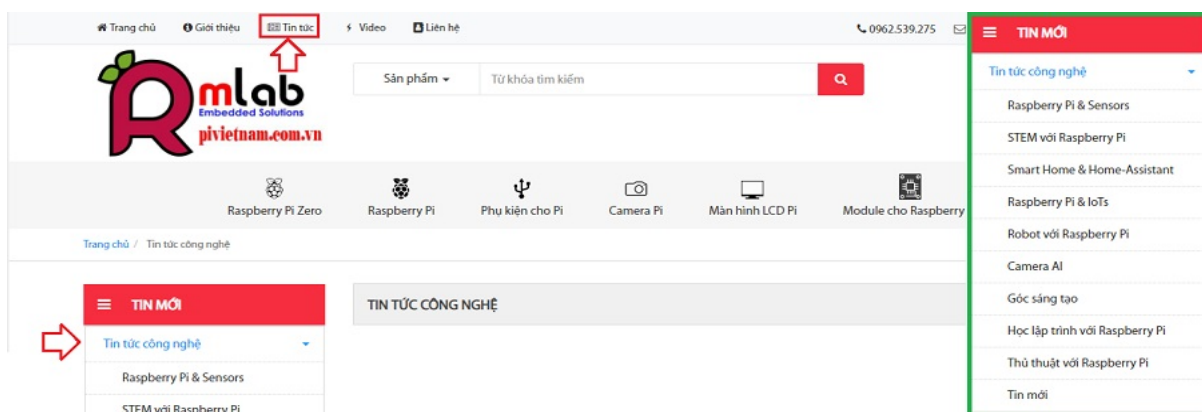 Trang chủ Giới thiệu Tin tức Video Liên hệ 0962.539.275
Rmlab
Embedded Solutions
pivietnam.com.vn
Sản phẩm Từ khóa tìm kiếm
Raspberry Pi Zero Raspberry Pi Phụ kiện cho Pi Camera Pi Màn hình LCD Pi Module cho Raspberry
Trang chủ / Tin tức công nghệ
TIN MỚI
Tin tức công nghệ
Raspberry Pi & Sensors
STEM với Raspberry Pi
TIN TỨC CÔNG NGHỆ
TIN MỚI
Tin tức công nghệ
Raspberry Pi & Sensors
STEM với Raspberry Pi
Smart Home & Home-Assistant
Raspberry Pi & IoTs
Robot với Raspberry Pi
Camera AI
Góc sáng tạo
Học lập trình với Raspberry Pi
Thủ thuật với Raspberry Pi
Tin mới